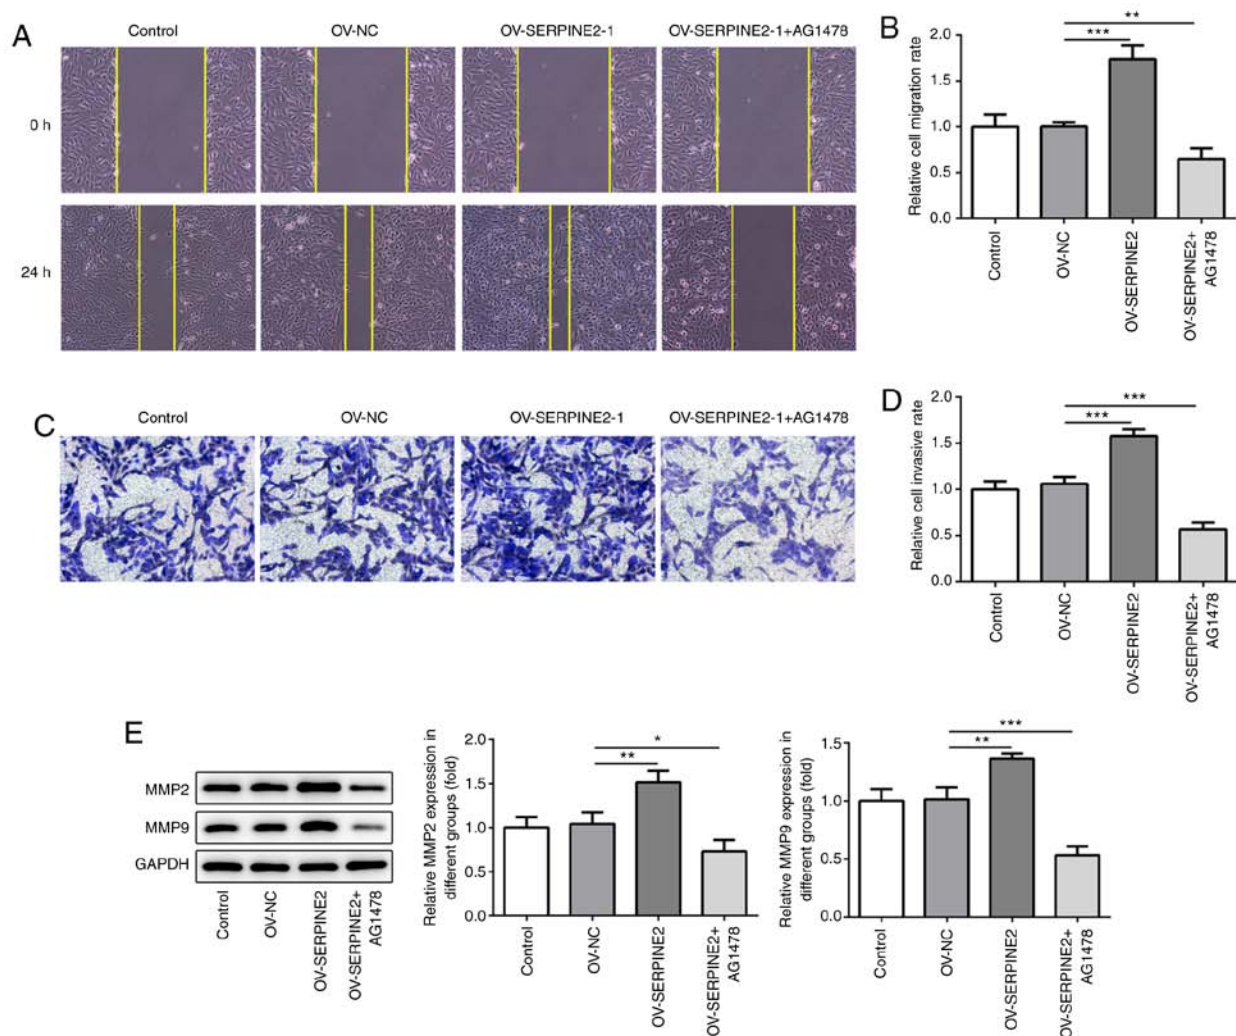 A
Control
OV-NC
OV-SERPINE2-1
OV-SERPINE2-1+AG1478
0 h
24 h
B
Relative cell migration rate
2.0
1.5
1.0
0.5
0.0
**
***
Control
OV-NC
OV-SERPINE2
OV-SERPINE2+
AG1478
C
Control
OV-NC
OV-SERPINE2-1
OV-SERPINE2-1+AG1478
D
Relative cell invasive rate
2.0
1.5
1.0
0.5
0.0
***
***
Control
OV-NC
OV-SERPINE2
OV-SERPINE2+
AG1478
E
MMP2
MMP9
GAPDH
Control
OV-NC
OV-SERPINE2
OV-SERPINE2+
AG1478
Relative MMP2 expression in
different groups (fold)
2.0
1.5
1.0
0.5
0.0
*
**
Control
OV-NC
OV-SERPINE2
OV-SERPINE2+
AG1478
Relative MMP9 expression in
different groups (fold)
1.5
1.0
0.5
0.0
***
**
Control
OV-NC
OV-SERPINE2
OV-SERPINE2+
AG1478